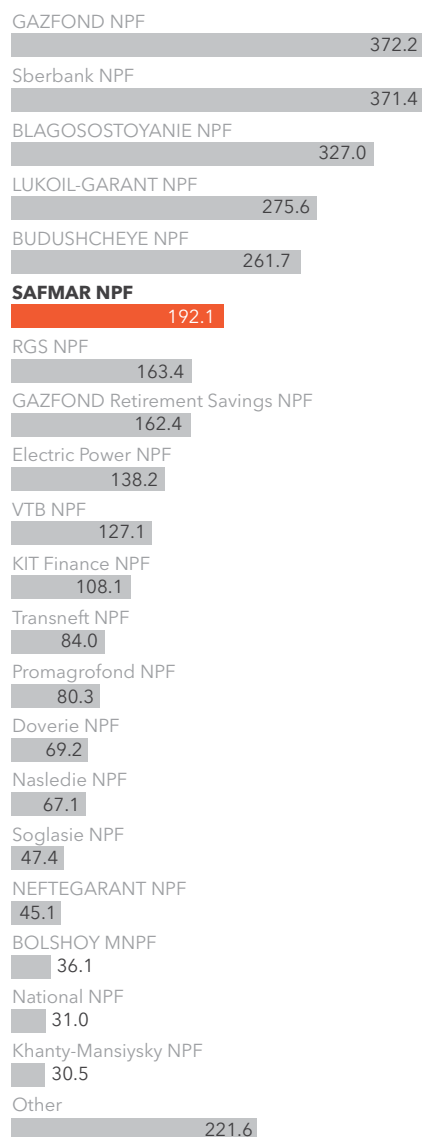 GAZFOND NPF
372.2
Sberbank NPF
371.4
BLAGOSOSTOYANIE NPF
327.0
LUKOIL-GARANT NPF
275.6
BUDUSHCHEYE NPF
261.7
SAFMAR NPF
192.1
RGS NPF
163.4
GAZFOND Retirement Savings NPF
162.4
Electric Power NPF
138.2
VTB NPF
127.1
KIT Finance NPF
108.1
Transneft NPF
84.0
Promagrofond NPF
80.3
Doverie NPF
69.2
Nasledie NPF
67.1
Soglasie NPF
47.4
NEFTEGARANT NPF
45.1
BOLSHOY MNPF
36.1
National NPF
31.0
Khanty-Mansiysky NPF
30.5
Other
221.6